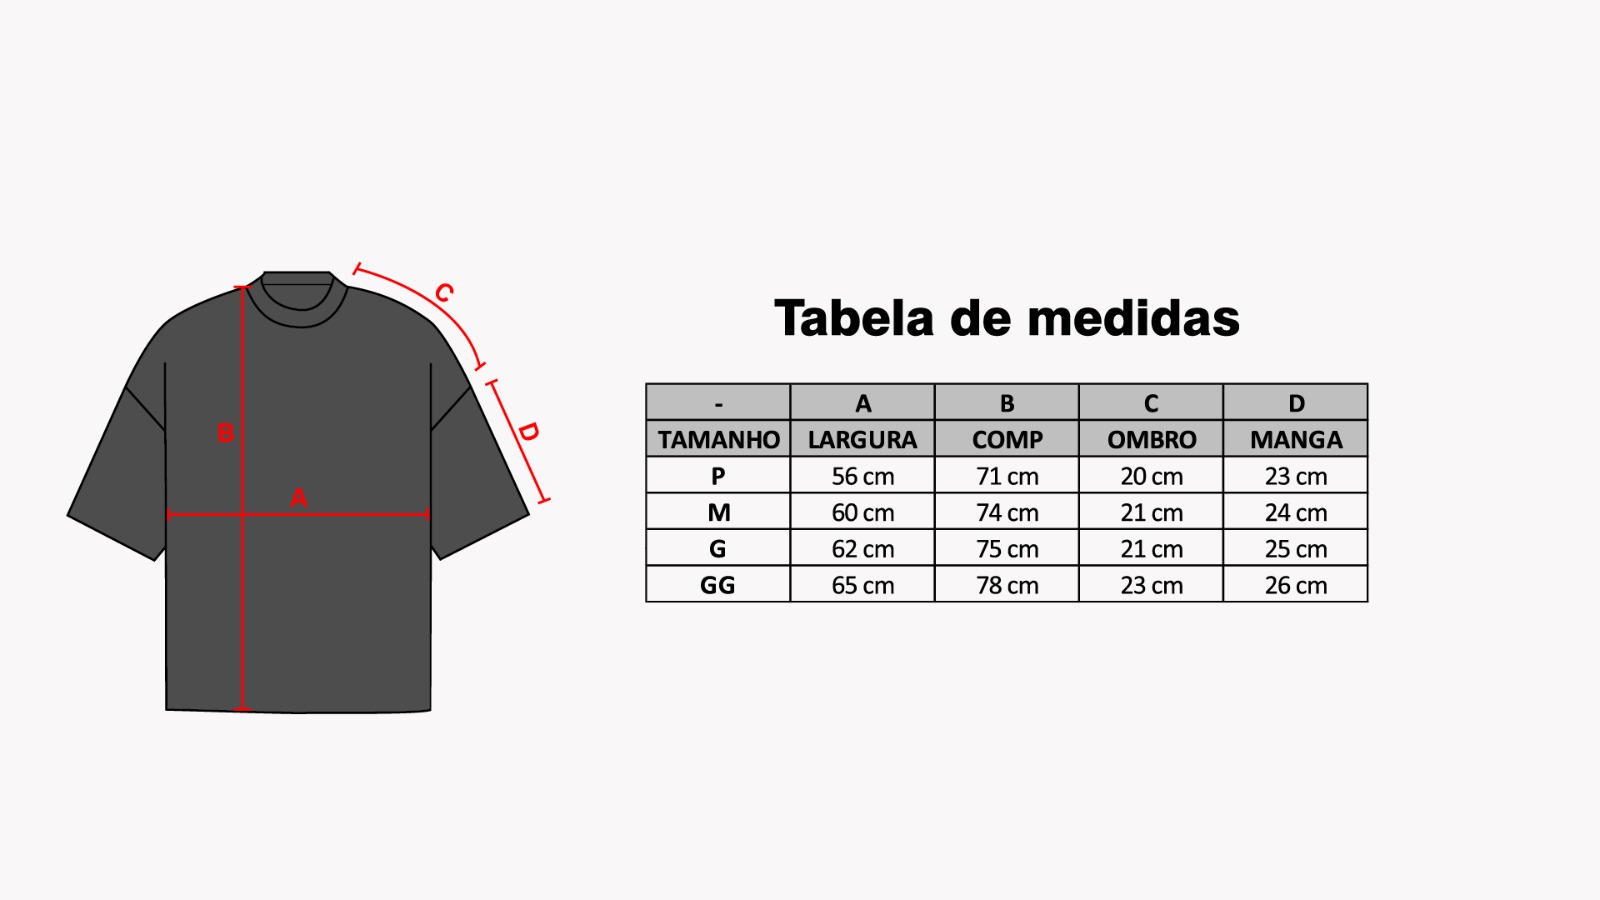 C
B
D
A
Tabela de medidas
- A B C D
TAMANHO LARGURA COMP OMBRO MANGA
P 56 cm 71 cm 20 cm 23 cm
M 60 cm 74 cm 21 cm 24 cm
G 62 cm 75 cm 21 cm 25 cm
GG 65 cm 78 cm 23 cm 26 cm